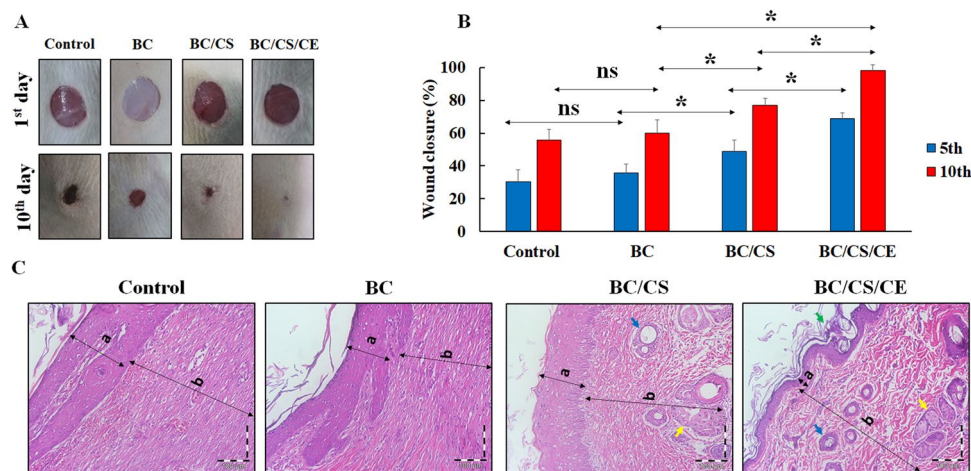 A
Control
BC
BC/CS
BC/CS/CE
1st day
10th day
B
*
*
*
*
*
ns
ns
Wound closure (%)
100
80
60
40
20
0
Control
BC
BC/CS
BC/CS/CE
5th
10th
C
Control
BC
BC/CS
BC/CS/CE
a
b
a
b
a
b
a
b